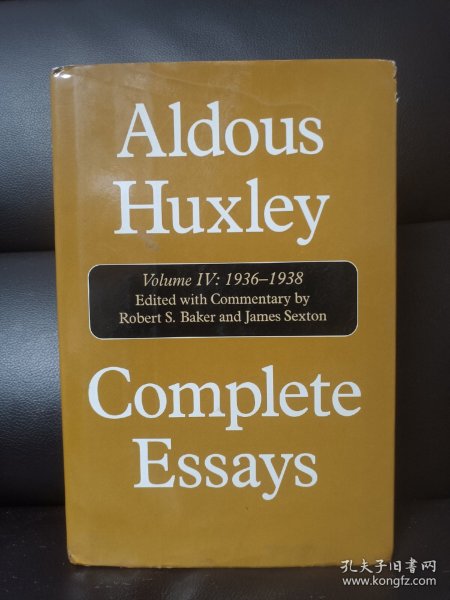 Aldous
Huxley
Volume IV: 1936–1938
Edited with Commentary by
Robert S. Baker and James Sexton
Complete
Essays
孔夫子旧书网
www.kongfz.com